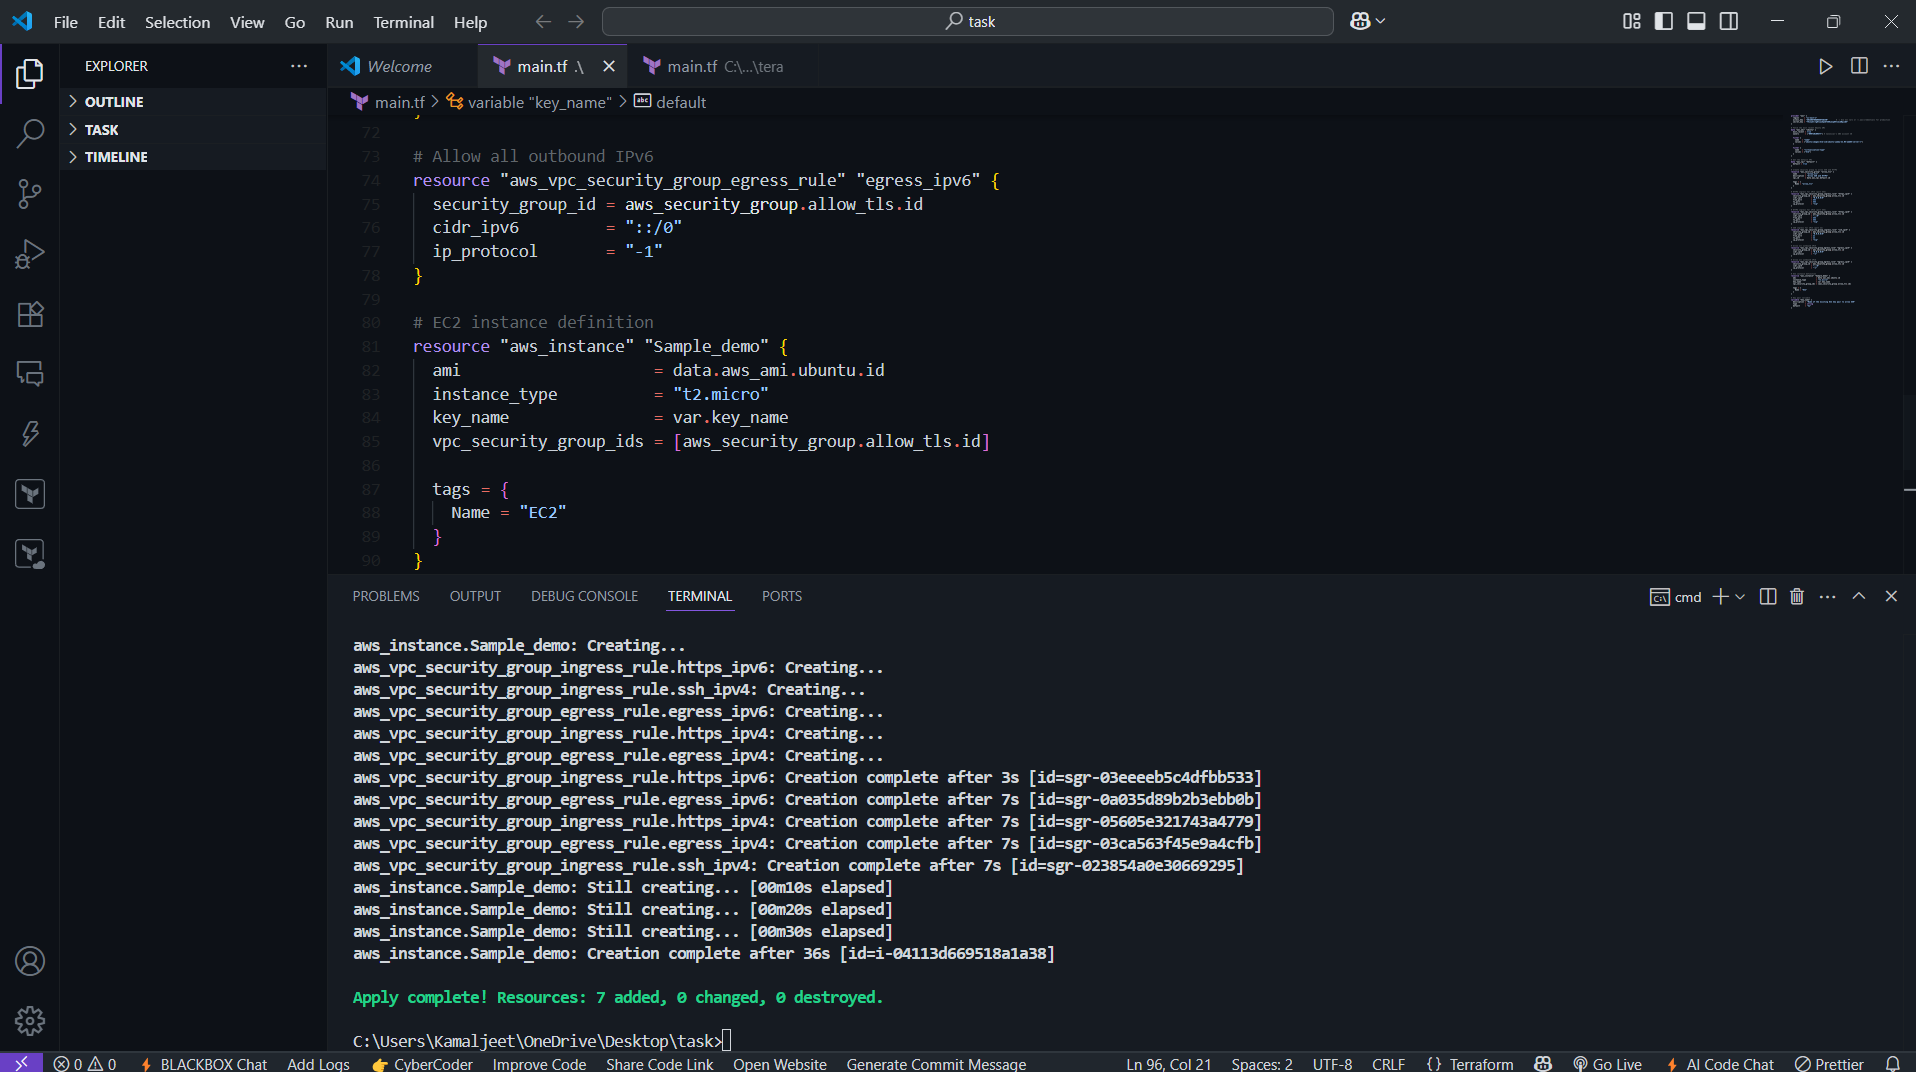 File Edit Selection View Go Run Terminal Help
task
EXPLORER
OUTLINE
TASK
TIMELINE
Welcome
main.tf .\
main.tf C:\...\tera
main.tf > variable "key_name" > default
72
73 # Allow all outbound IPv6
74 resource "aws_vpc_security_group_egress_rule" "egress_ipv6" {
75 security_group_id = aws_security_group.allow_tls.id
76 cidr_ipv6 = "::/0"
77 ip_protocol = "-1"
78 }
79
80 # EC2 instance definition
81 resource "aws_instance" "Sample_demo" {
82 ami = data.aws_ami.ubuntu.id
83 instance_type = "t2.micro"
84 key_name = var.key_name
85 vpc_security_group_ids = [aws_security_group.allow_tls.id]
86
87 tags = {
88 Name = "EC2"
89 }
90 }
PROBLEMS OUTPUT DEBUG CONSOLE TERMINAL PORTS
cmd
aws_instance.Sample_demo: Creating...
aws_vpc_security_group_ingress_rule.https_ipv6: Creating...
aws_vpc_security_group_ingress_rule.ssh_ipv4: Creating...
aws_vpc_security_group_egress_rule.egress_ipv6: Creating...
aws_vpc_security_group_ingress_rule.https_ipv4: Creating...
aws_vpc_security_group_egress_rule.egress_ipv4: Creating...
aws_vpc_security_group_ingress_rule.https_ipv6: Creation complete after 3s [id=sgr-03eeeeb5c4dfbb533]
aws_vpc_security_group_egress_rule.egress_ipv6: Creation complete after 7s [id=sgr-0a035d89b2b3ebb0b]
aws_vpc_security_group_ingress_rule.https_ipv4: Creation complete after 7s [id=sgr-05605e321743a4779]
aws_vpc_security_group_egress_rule.egress_ipv4: Creation complete after 7s [id=sgr-03ca563f45e9a4cfb]
aws_vpc_security_group_ingress_rule.ssh_ipv4: Creation complete after 7s [id=sgr-023854a0e30669295]
aws_instance.Sample_demo: Still creating... [00m10s elapsed]
aws_instance.Sample_demo: Still creating... [00m20s elapsed]
aws_instance.Sample_demo: Still creating... [00m30s elapsed]
aws_instance.Sample_demo: Creation complete after 36s [id=i-04113d669518a1a38]
Apply complete! Resources: 7 added, 0 changed, 0 destroyed.
C:\Users\Kamaljeet\OneDrive\Desktop\task>
0 0 BLACKBOX Chat Add Logs CyberCoder Improve Code Share Code Link Open Website Generate Commit Message Ln 96, Col 21 Spaces: 2 UTF-8 CRLF {} Terraform Go Live AI Code Chat Prettier